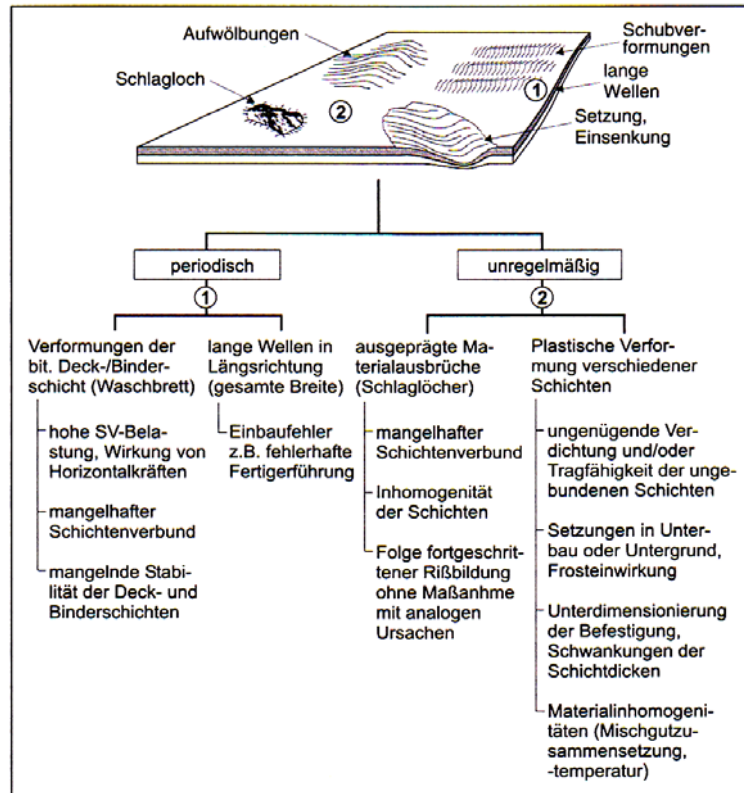 Aufwölbungen
Schubver-
formungen
Schlagloch
lange
Wellen
1
2
Setzung,
Einsenkung
periodisch
unregelmäßig
1
2
Verformungen der
bit. Deck-/Binder-
schicht (Waschbrett)
hohe SV-Bela-
stung, Wirkung von
Horizontalkräften
mangelhafter
Schichtenverbund
mangelnde Stabi-
lität der Deck- und
Binderschichten
lange Wellen in
Längsrichtung
(gesamte Breite)
Einbaufehler
z.B. fehlerhafte
Fertigerführung
ausgeprägte Ma-
terialausbrüche
(Schlaglöcher)
mangelhafter
Schichtenverbund
Inhomogenität
der Schichten
Folge fortgeschrit-
tener Rißbildung
ohne Maßanhme
mit analogen
Ursachen
Plastische Verfor-
mung verschiedener
Schichten
ungenügende Ver-
dichtung und/oder
Tragfähigkeit der unge-
bundenen Schichten
Setzungen in Unter-
bau oder Untergrund,
Frosteinwirkung
Unterdimensionierung
der Befestigung,
Schwankungen der
Schichtdicken
Materialinhomogeni-
täten (Mischgutzu-
sammensetzung,
-temperatur)